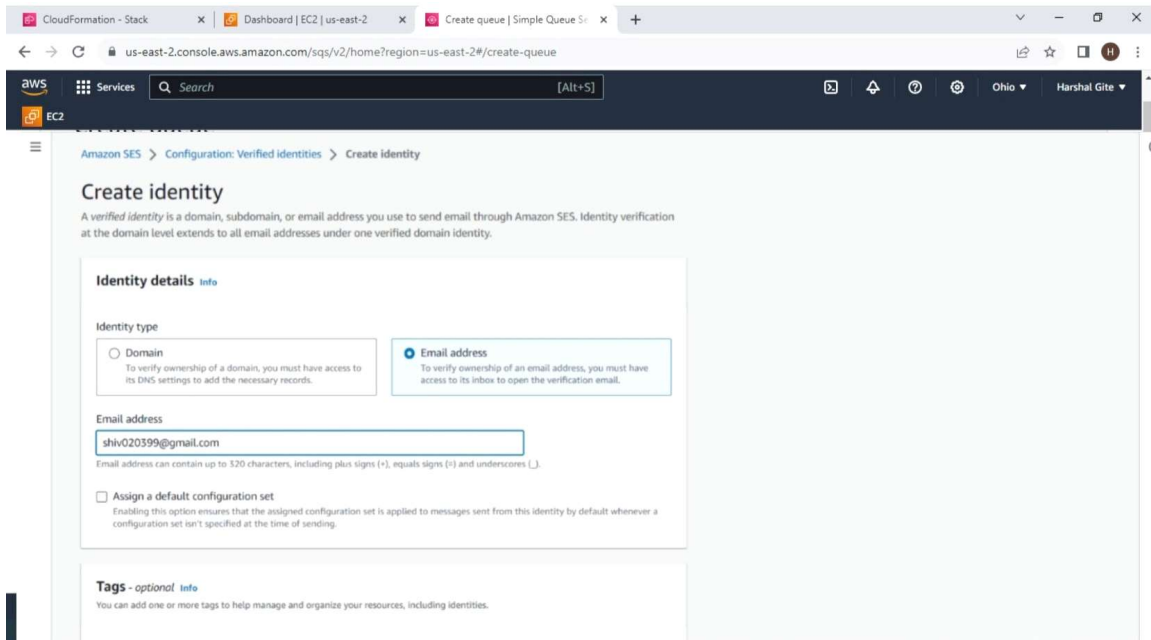 CloudFormation - Stack
Dashboard | EC2 | us-east-2
Create queue | Simple Queue Se
us-east-2.console.aws.amazon.com/sqs/v2/home?region=us-east-2#/create-queue
H
aws
Services
Search
[Alt+S]
Ohio
Harshal Gite
EC2
Amazon SES > Configuration: Verified identities > Create identity
Create identity
A verified identity is a domain, subdomain, or email address you use to send email through Amazon SES. Identity verification
at the domain level extends to all email addresses under one verified domain identity.
Identity details Info
Identity type
Domain
To verify ownership of a domain, you must have access to
its DNS settings to add the necessary records.
Email address
To verify ownership of an email address, you must have
access to its inbox to open the verification email.
Email address
shiv020399@gmail.com
Email address can contain up to 320 characters, including plus signs (+), equals signs (=) and underscores (_).
Assign a default configuration set
Enabling this option ensures that the assigned configuration set is applied to messages sent from this identity by default whenever a
configuration set isn't specified at the time of sending.
Tags - optional Info
You can add one or more tags to help manage and organize your resources, including identities.